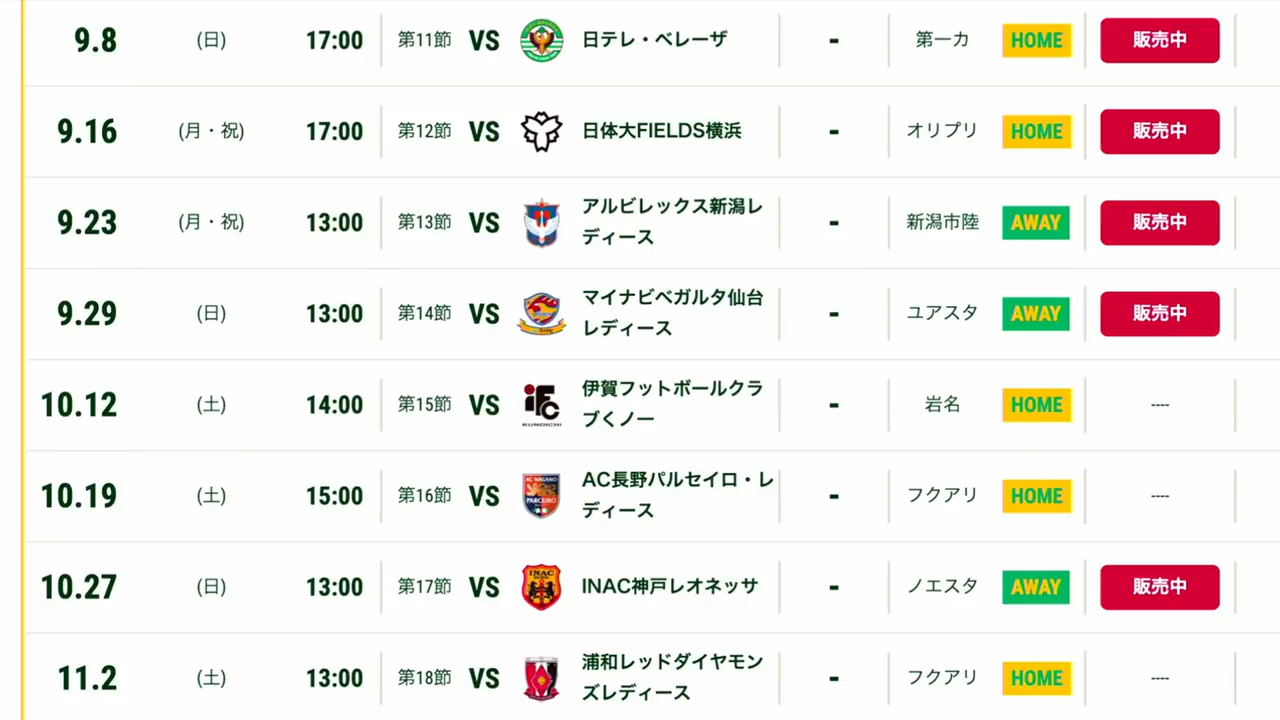 9.8 (日) 17:00 第11節 VS 日テレ・ベレーザ - 第一カ HOME 販売中
9.16 (月・祝) 17:00 第12節 VS 日体大FIELDS横浜 - オリプリ HOME 販売中
9.23 (月・祝) 13:00 第13節 VS アルビレックス新潟レ
ディース - 新潟市陸 AWAY 販売中
9.29 (日) 13:00 第14節 VS マイナビベガルタ仙台
レディース - ユアスタ AWAY 販売中
10.12 (土) 14:00 第15節 VS iFC KUNOICHI 伊賀フットボールクラ
ブくノ一 - 岩名 HOME ----
10.19 (土) 15:00 第16節 VS AC NAGANO PARCEIRO AC長野パルセイロ・レ
ディース - フクアリ HOME ----
10.27 (日) 13:00 第17節 VS INAC INAC神戸レオネッサ - ノエスタ AWAY 販売中
11.2 (土) 13:00 第18節 VS 浦和レッドダイヤモン
ズレディース - フクアリ HOME ----